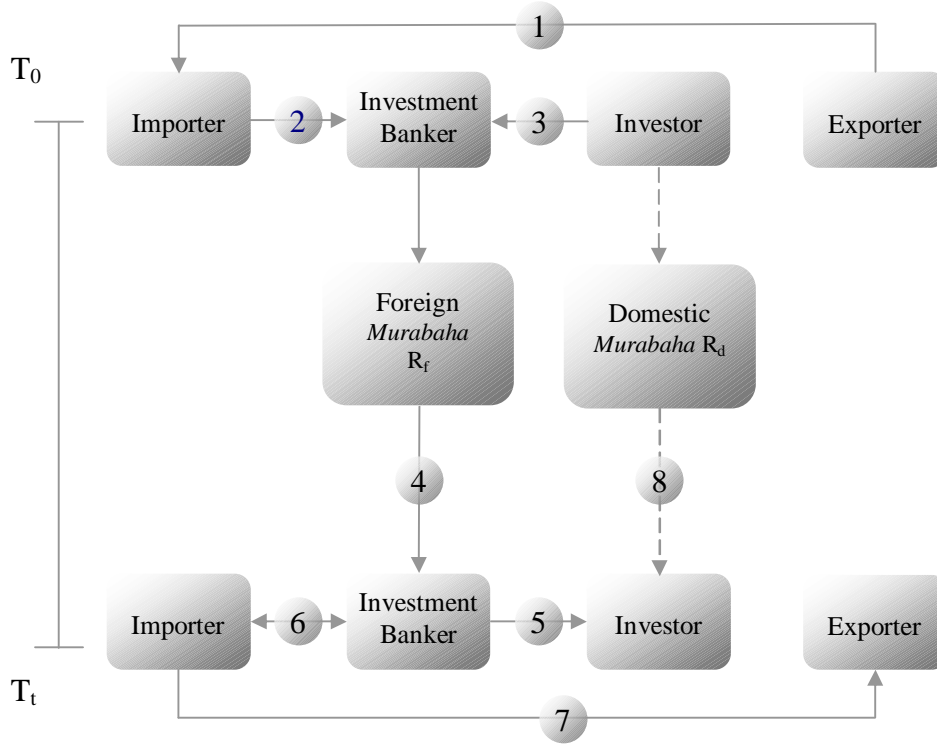 1
T0
Importer
2
Investment
Banker
3
Investor
Exporter
Foreign
Murabaha
Rf
Domestic
Murabaha Rd
4
8
Importer
6
Investment
Banker
5
Investor
Exporter
Tt
7